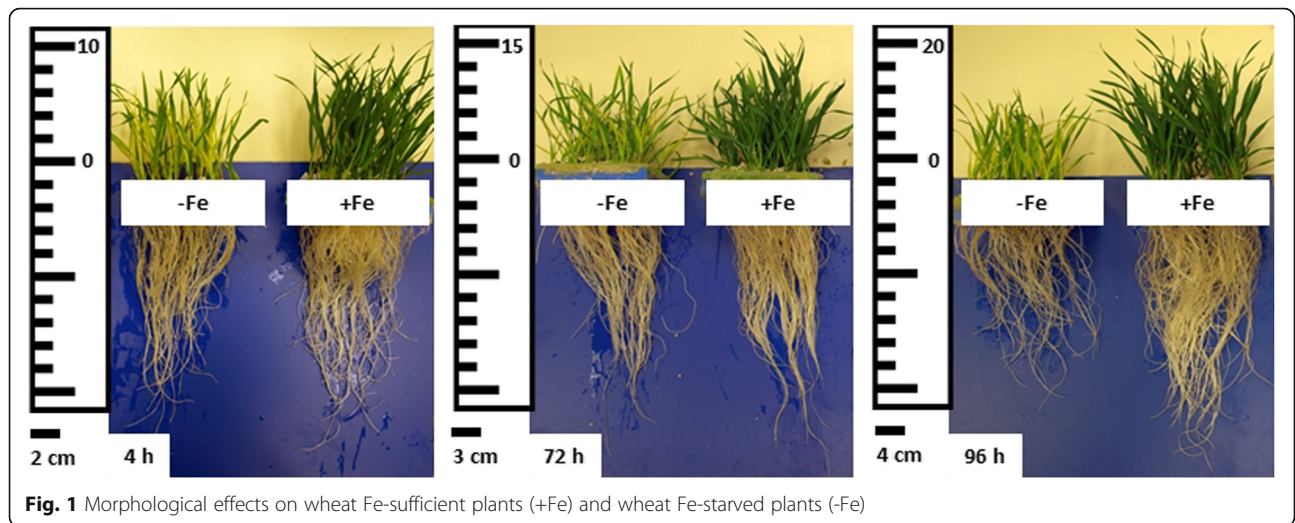 10
0
-Fe
+Fe
2 cm
4 h
15
0
-Fe
+Fe
3 cm
72 h
20
0
-Fe
+Fe
4 cm
96 h
Fig. 1 Morphological effects on wheat Fe-sufficient plants (+Fe) and wheat Fe-starved plants (-Fe)